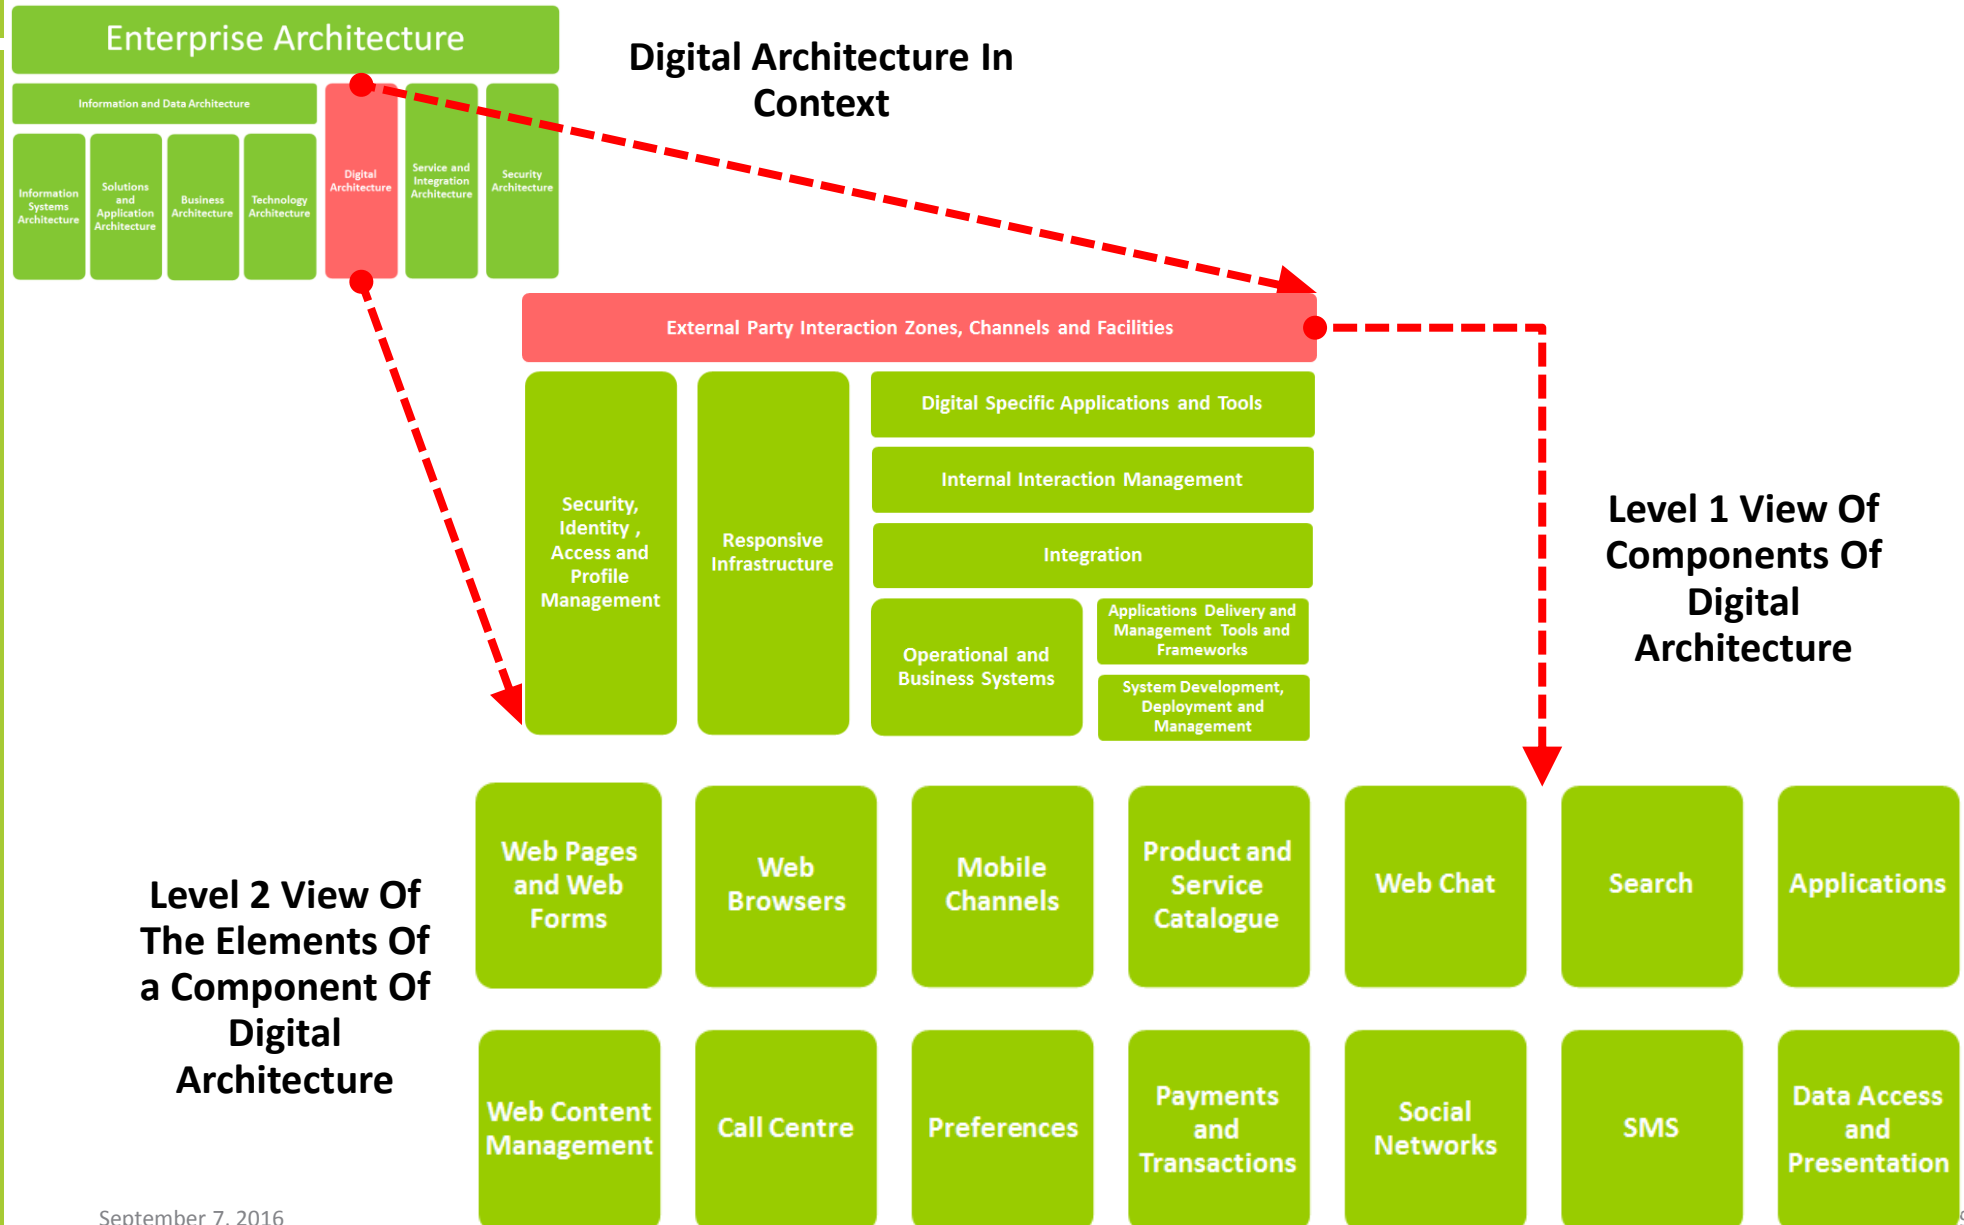 Enterprise Architecture
Digital Architecture In
Context
Information and Data Architecture
Information
Systems
Architecture
Solutions
and
Application
Architecture
Business
Architecture
Technology
Architecture
Digital
Architecture
Service and
Integration
Architecture
Security
Architecture
External Party Interaction Zones, Channels and Facilities
Security,
Identity ,
Access and
Profile
Management
Responsive
Infrastructure
Digital Specific Applications and Tools
Internal Interaction Management
Integration
Operational and
Business Systems
Applications Delivery and
Management Tools and
Frameworks
System Development,
Deployment and
Management
Level 1 View Of
Components Of
Digital
Architecture
Level 2 View Of
The Elements Of
a Component Of
Digital
Architecture
Web Pages
and Web
Forms
Web
Browsers
Mobile
Channels
Product and
Service
Catalogue
Web Chat
Search
Applications
Web Content
Management
Call Centre
Preferences
Payments
and
Transactions
Social
Networks
SMS
Data Access
and
Presentation
September 7, 2016